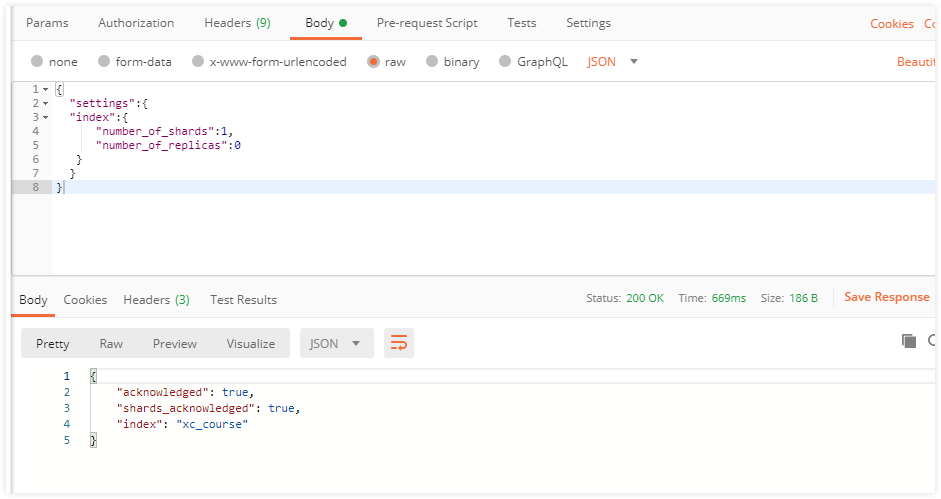 Params Authorization Headers (9) Body Pre-request Script Tests Settings Cookies
none form-data x-www-form-urlencoded raw binary GraphQL JSON
1 {
2 "settings":{
3 "index":{
4 "number_of_shards":1,
5 "number_of_replicas":0
6 }
7 }
8 }
Body Cookies Headers (3) Test Results Status: 200 OK Time: 669ms Size: 186 B Save Response
Pretty Raw Preview Visualize JSON
1 {
2 "acknowledged": true,
3 "shards_acknowledged": true,
4 "index": "xc_course"
5 }